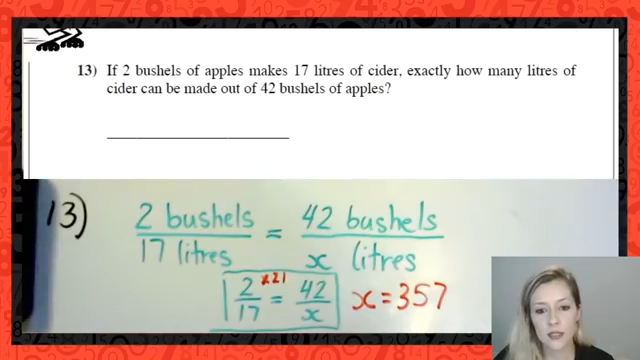 13) If 2 bushels of apples makes 17 litres of cider, exactly how many litres of
cider can be made out of 42 bushels of apples?
13)
2 bushels = 42 bushels
17 litres x litres
2 ×21 = 42
17 x
x = 357